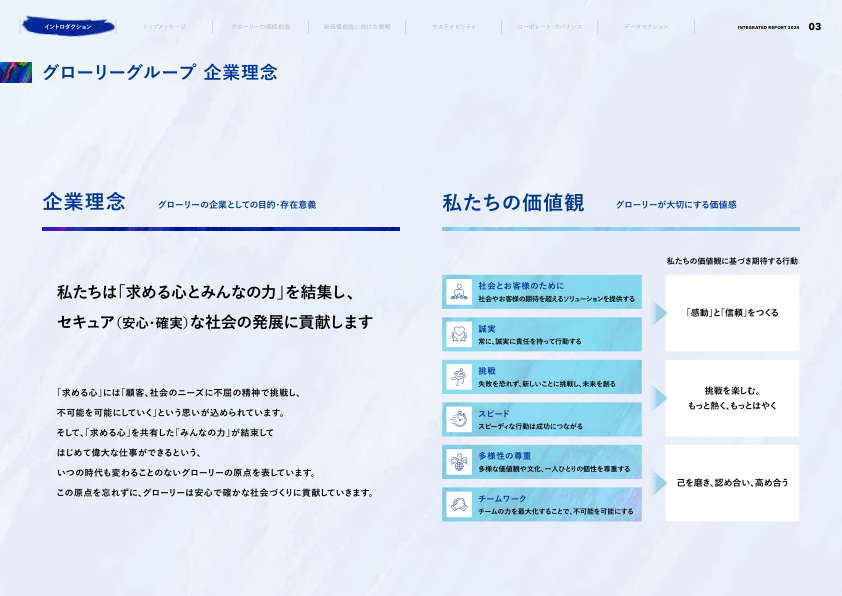 イントロダクション
トップメッセージ
グローリーの価値創造
新価値創造に向けた戦略
サステナビリティ
コーポレート・ガバナンス
データセクション
INTEGRATED REPORT 2024 03
グローリーグループ 企業理念
企業理念 グローリーの企業としての目的・存在意義
私たちは「求める心とみんなの力」を結集し、
セキュア（安心・確実）な社会の発展に貢献します
「求める心」には「顧客、社会のニーズに不屈の精神で挑戦し、
不可能を可能にしていく」という思いが込められています。
そして、「求める心」を共有した「みんなの力」が結束して
はじめて偉大な仕事ができるという、
いつの時代も変わることのないグローリーの原点を表しています。
この原点を忘れずに、グローリーは安心で確かな社会づくりに貢献していきます。
私たちの価値観 グローリーが大切にする価値感
私たちの価値観に基づき期待する行動
社会とお客様のために
社会やお客様の期待を超えるソリューションを提供する
誠実
常に、誠実に責任を持って行動する
「感動」と「信頼」をつくる
挑戦
失敗を恐れず、新しいことに挑戦し、未来を創る
スピード
スピーディな行動は成功につながる
挑戦を楽しむ。
もっと熱く、もっとはやく
多様性の尊重
多様な価値観や文化、一人ひとりの個性を尊重する
チームワーク
チームの力を最大化することで、不可能を可能にする
己を磨き、認め合い、高め合う